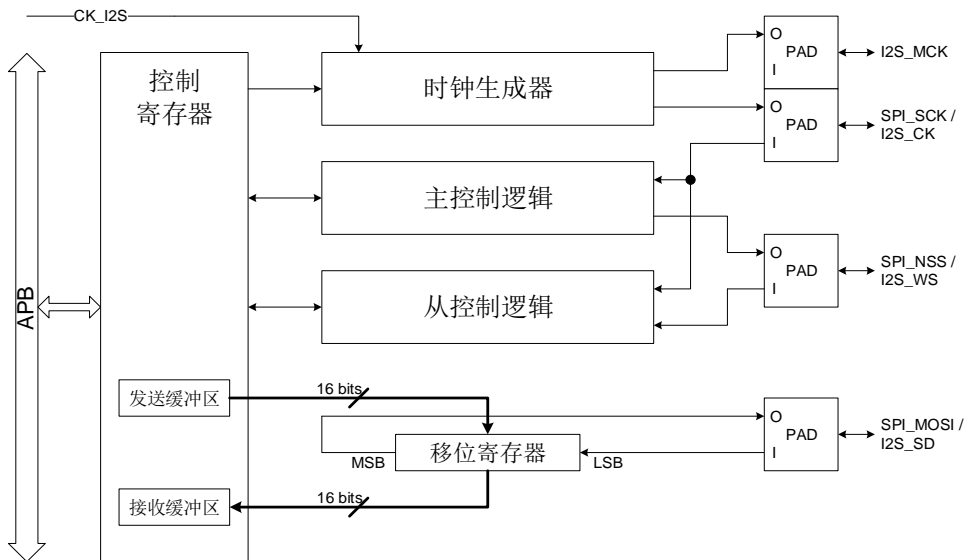 CK_I2S
O
PAD
I
I2S_MCK
控制
寄存器
时钟生成器
O
PAD
I
SPI_SCK /
I2S_CK
主控制逻辑
O
PAD
I
SPI_NSS /
I2S_WS
APB
从控制逻辑
发送缓冲区
16 bits
O
PAD
I
SPI_MOSI /
I2S_SD
MSB
移位寄存器
LSB
接收缓冲区
16 bits